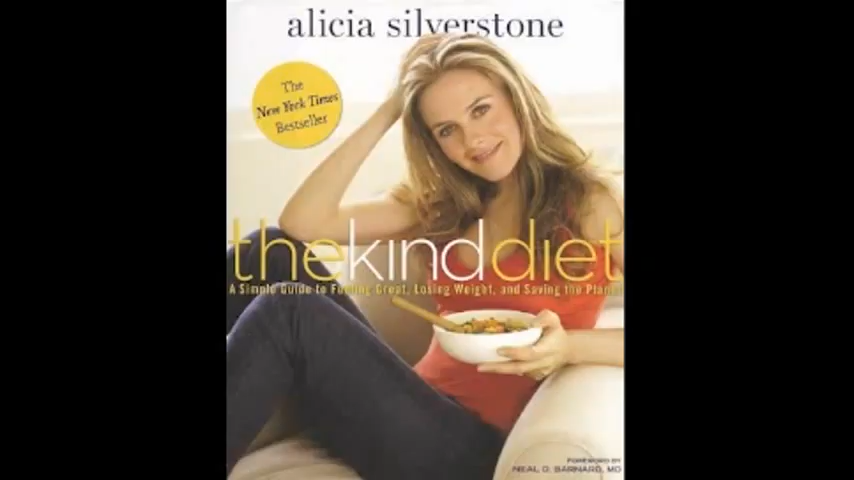 alicia silverstone
The
New York Times
Bestseller
thekinddiet
A Simple Guide to Feeling Great, Losing Weight, and Saving the Planet
FOREWORD BY
NEAL D. BARNARD, MD